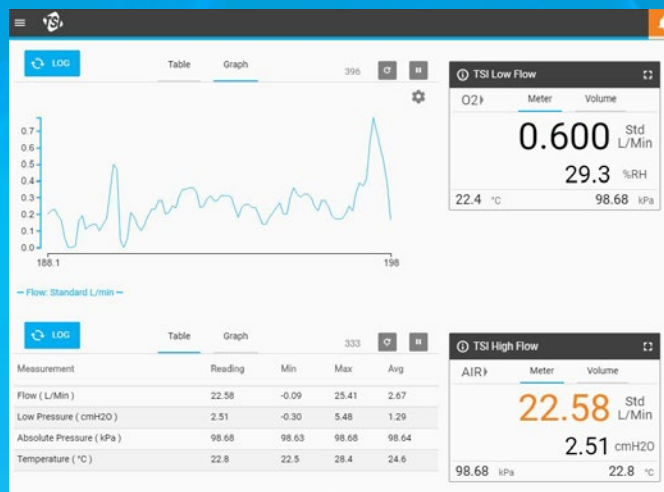 TSI
LOG
Table
Graph
396
TSI Low Flow
O2
Meter
Volume
0.600 Std L/Min
29.3 %RH
22.4 °C
98.68 kPa
0.7
0.6
0.5
0.4
0.3
0.2
0.1
0.0
188.1
198
Flow: Standard L/min
LOG
Table
Graph
333
Measurement Reading Min Max Avg
Flow ( L/Min ) 22.58 -0.09 25.41 2.67
Low Pressure ( cmH2O ) 2.51 -0.30 5.48 1.29
Absolute Pressure ( kPa ) 98.68 98.63 98.68 98.64
Temperature ( °C ) 22.8 22.5 28.4 24.6
TSI High Flow
AIR
Meter
Volume
22.58 Std L/Min
2.51 cmH2O
98.68 kPa
22.8 °C